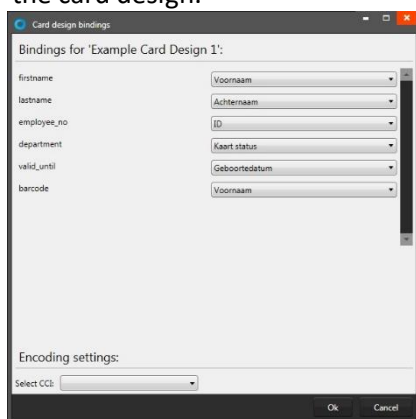 the card design.
Card design bindings
Bindings for 'Example Card Design 1':
firstname Voornaam
lastname Achternaam
employee_no ID
department Kaart status
valid_until Geboortedatum
barcode Voornaam
Encoding settings:
Select CCI:
Ok Cancel